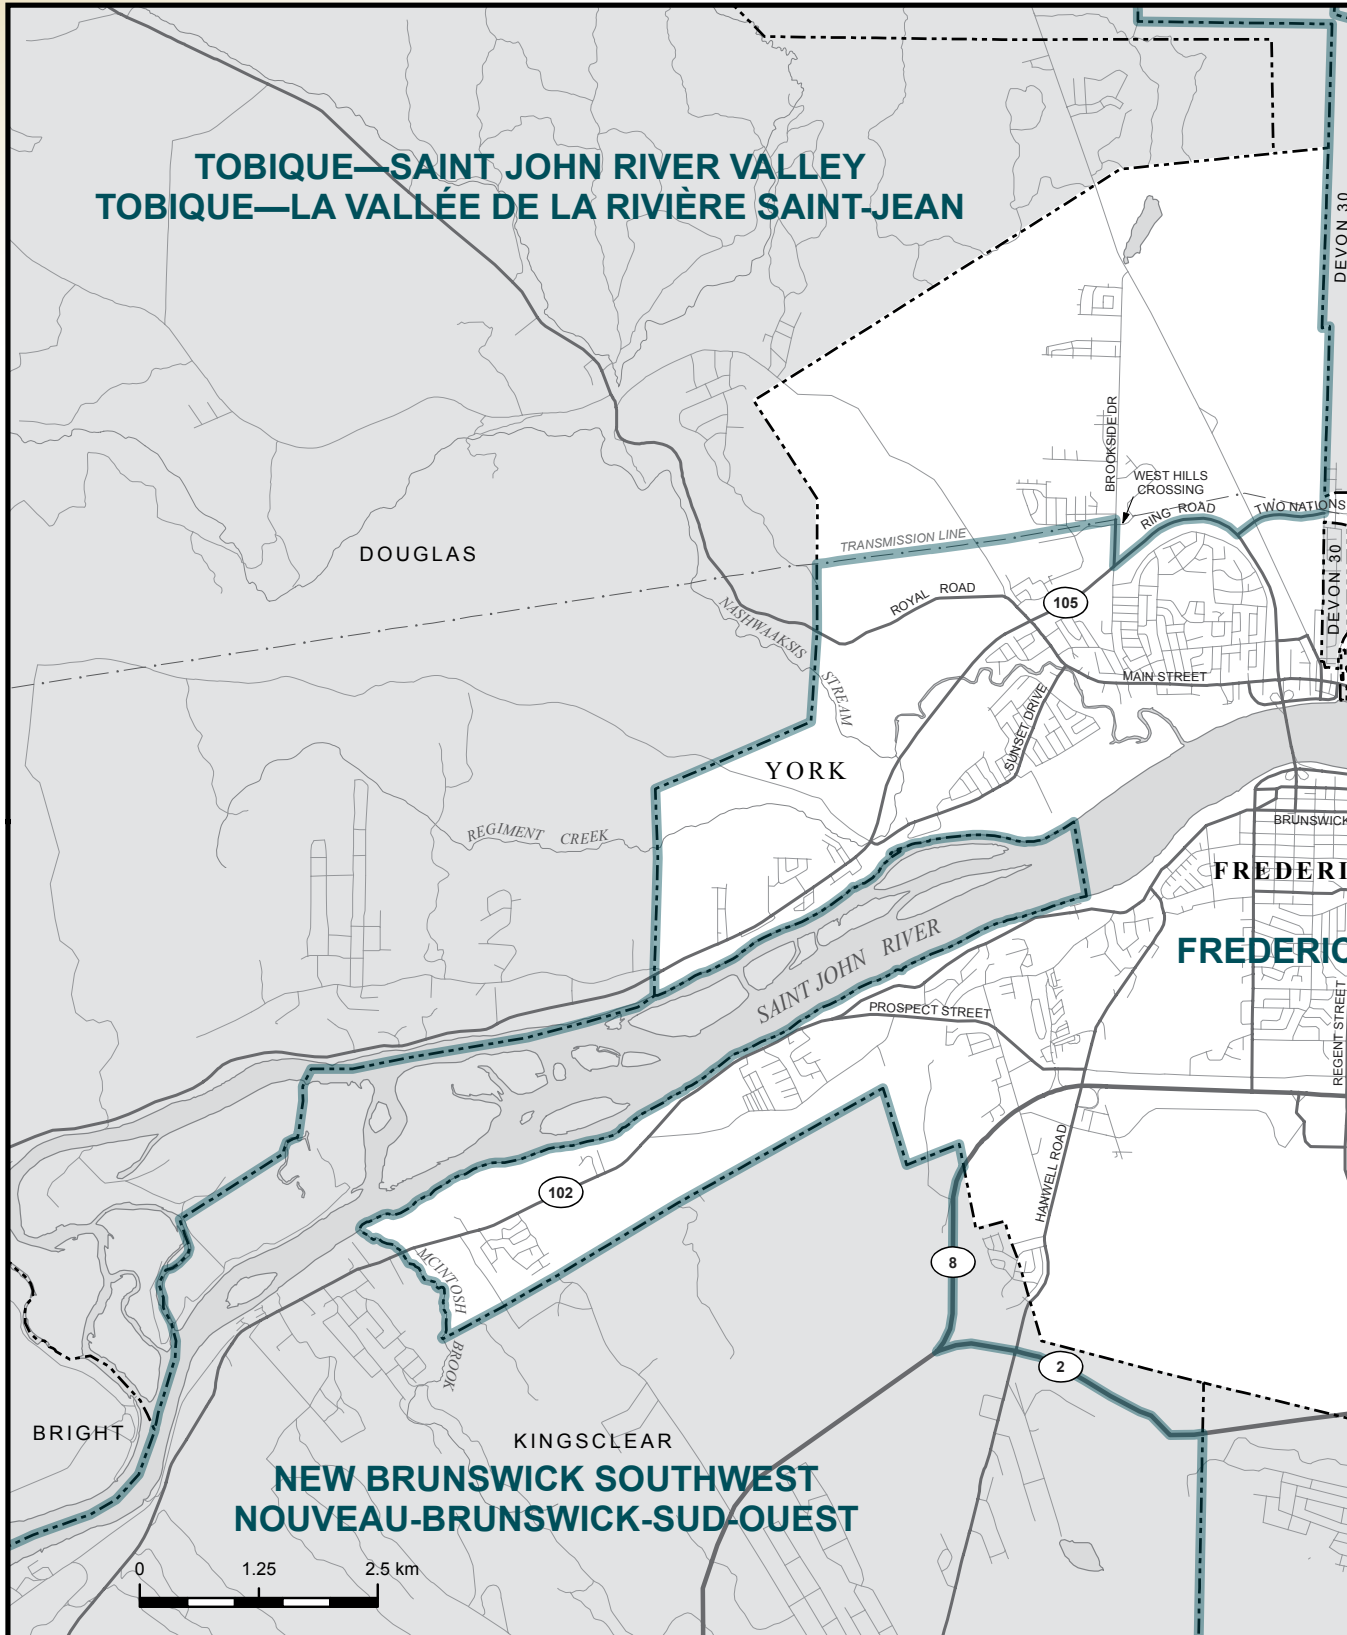 TOBIQUE—SAINT JOHN RIVER VALLEY
TOBIQUE—LA VALLÉE DE LA RIVIÈRE SAINT-JEAN
DEVON 30
BROOKSIDE DR
WEST HILLS
CROSSING
RING ROAD
TWO NATIONS
TRANSMISSION LINE
DOUGLAS
DEVON 30
ROYAL ROAD
105
NASHWAAKSIS STREAM
MAIN STREET
SUNSET DRIVE
YORK
REGIMENT CREEK
BRUNSWICK
FREDERI
FREDERIC
SAINT JOHN RIVER
PROSPECT STREET
REGENT STREET
HANWELL ROAD
102
MCINTOSH BROOK
8
2
BRIGHT
KINGSCLEAR
NEW BRUNSWICK SOUTHWEST
NOUVEAU-BRUNSWICK-SUD-OUEST
0 1.25 2.5 km